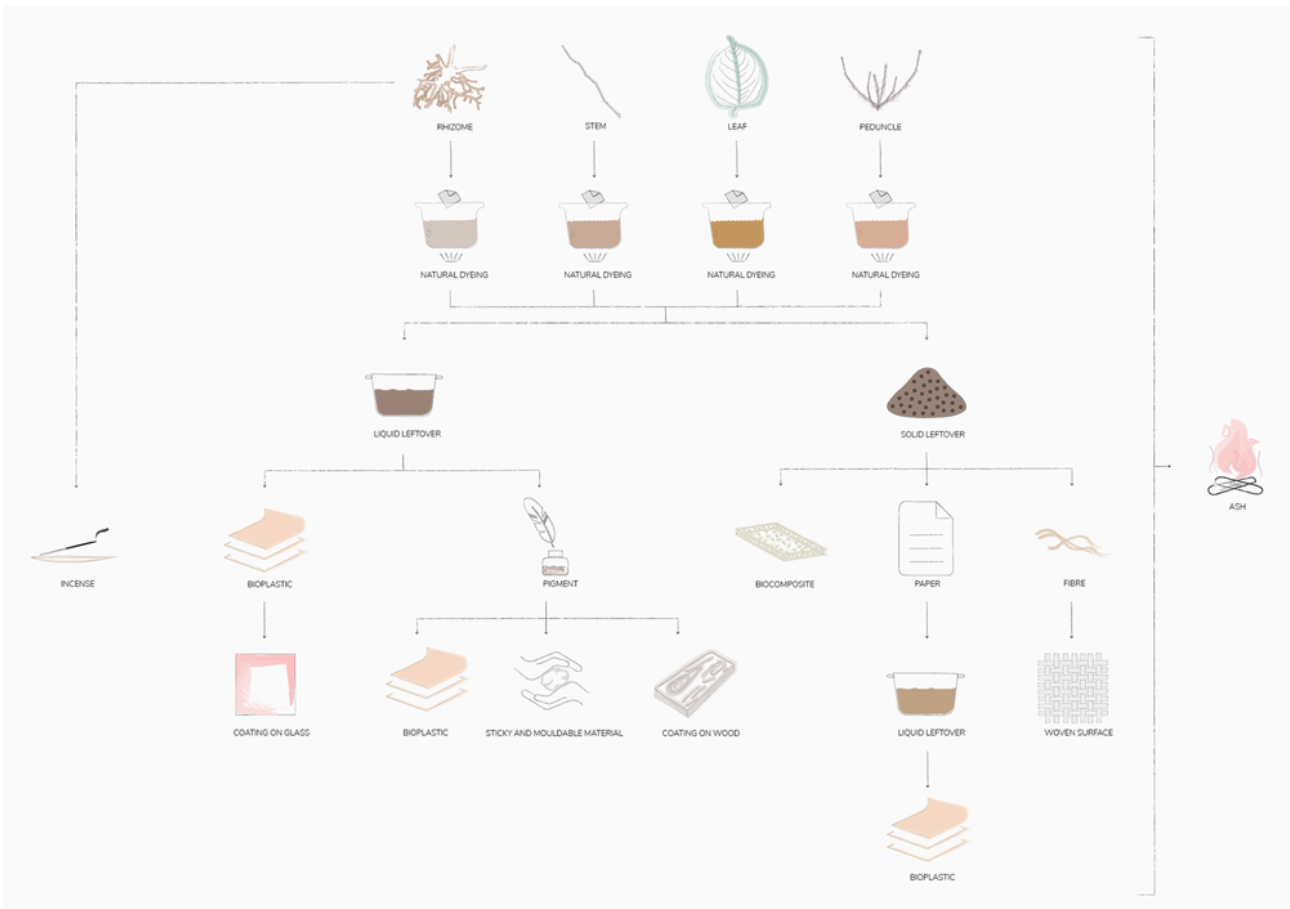 RHIZOME
STEM
LEAF
PEDUNCLE
NATURAL DYEING
NATURAL DYEING
NATURAL DYEING
NATURAL DYEING
LIQUID LEFTOVER
SOLID LEFTOVER
ASH
INCENSE
BIOPLASTIC
PIGMENT
BIOCOMPOSITE
PAPER
FIBRE
COATING ON GLASS
BIOPLASTIC
STICKY AND MOULDABLE MATERIAL
COATING ON WOOD
LIQUID LEFTOVER
WOVEN SURFACE
BIOPLASTIC